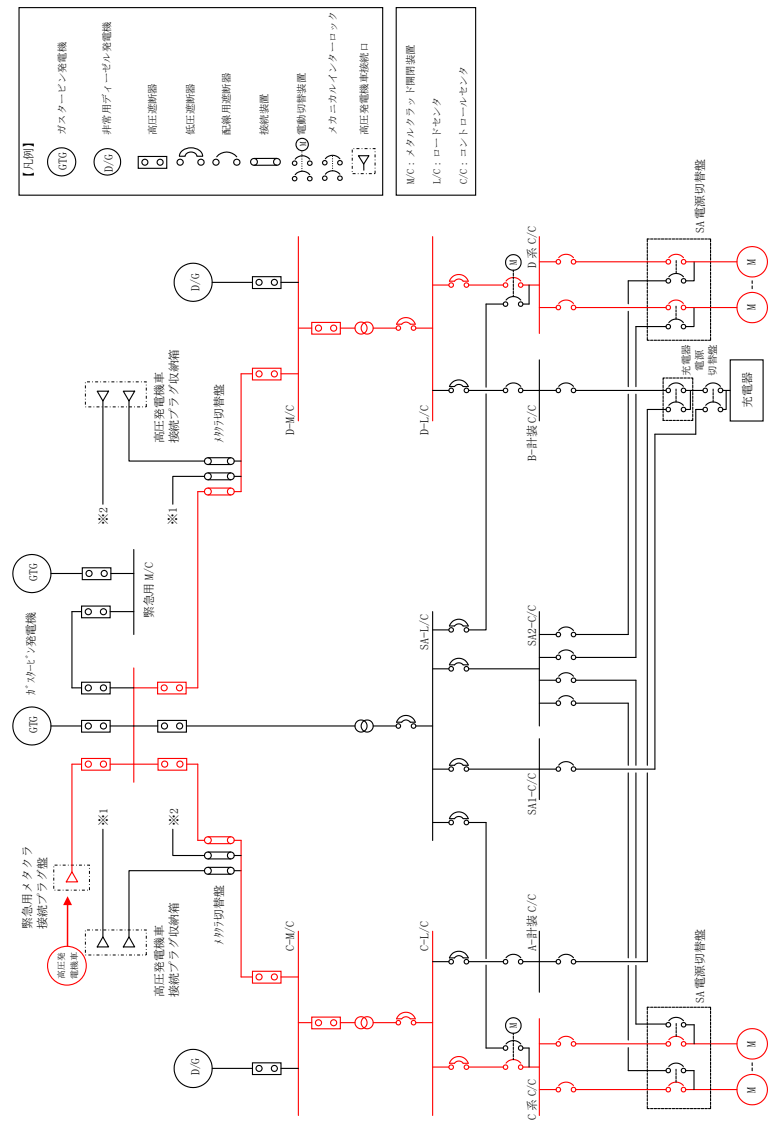 【凡例】
GTG
ガスタービン発電機
D/G
非常用ディーゼル発電機
高圧遮断器
低圧遮断器
配線用遮断器
接続装置
M
電動切替装置
メカニカルインターロック
高圧発電機車接続口
M/C：メタルクラッド開閉装置
L/C：ロードセンタ
C/C：コントロールセンタ
緊急用メタクラ
接続プラグ盤
高圧発
電機車
高圧発電機車
接続プラグ収納箱
※1
※2
ﾒﾀｸﾗ切替盤
GTG
ｶﾞｽﾀｰﾋﾞﾝ発電機
GTG
緊急用 M/C
高圧発電機車
接続プラグ収納箱
※2
※1
ﾒﾀｸﾗ切替盤
D/G
C-M/C
D/G
D-M/C
C-L/C
SA-L/C
D-L/C
M
C 系 C/C
A-計装 C/C
SA1-C/C
SA2-C/C
B-計装 C/C
M
D 系 C/C
SA 電源切替盤
M
M
充電器
電源
切替盤
充電器
SA 電源切替盤
M
M